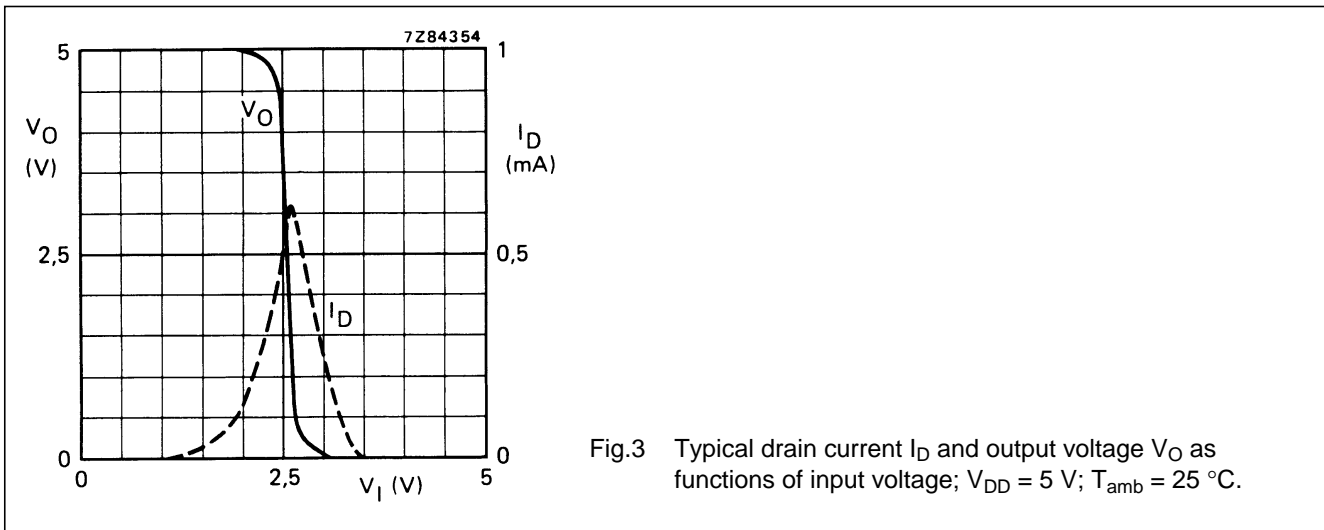 7Z84354
5
1
V_O
V_O
(V)
I_D
(mA)
2,5
0,5
I_D
0
0
0
2,5
5
V_I (V)
Fig.3 Typical drain current I_D and output voltage V_O as
functions of input voltage; V_DD = 5 V; T_amb = 25 °C.